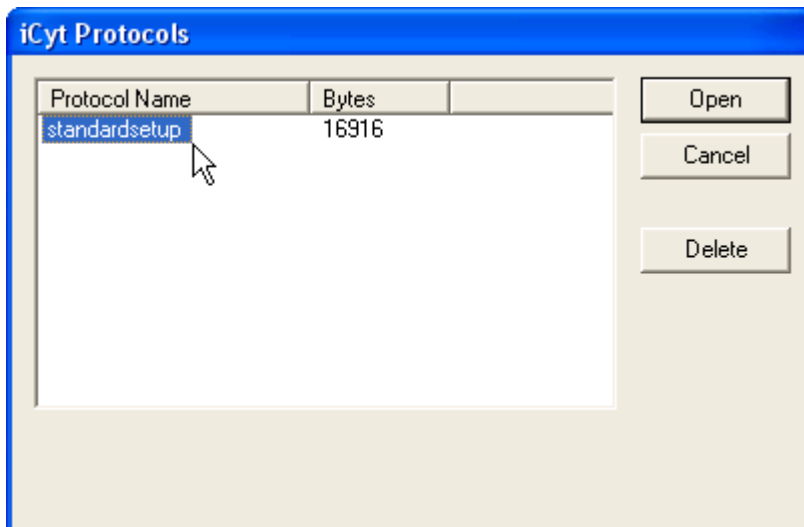 iCyt Protocols
Protocol Name Bytes
standardsetup 16916
Open
Cancel
Delete